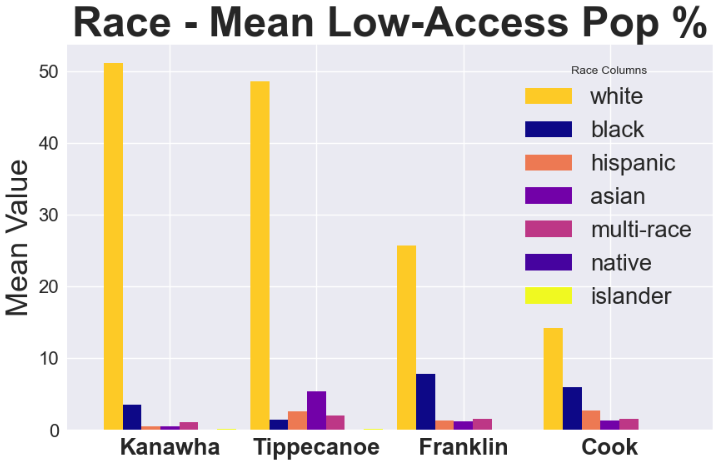 Race - Mean Low-Access Pop %
Mean Value
50
40
30
20
10
0
Race Columns
white
black
hispanic
asian
multi-race
native
islander
Kanawha Tippecanoe Franklin Cook